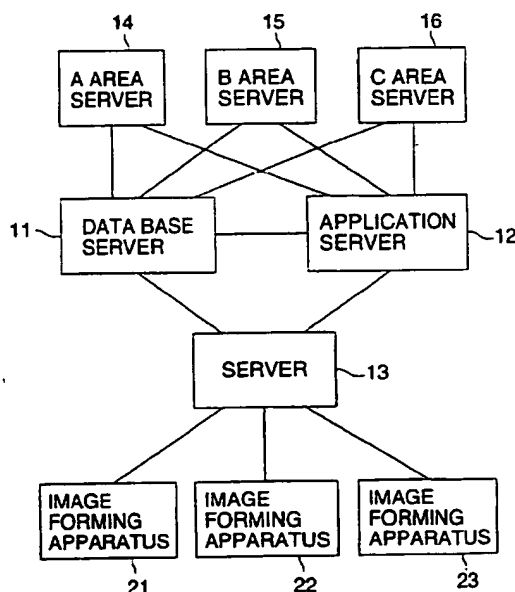 14
15
16
A AREA
SERVER
B AREA
SERVER
C AREA
SERVER
11
DATA BASE
SERVER
APPLICATION
SERVER
12
SERVER
13
IMAGE
FORMING
APPARATUS
IMAGE
FORMING
APPARATUS
IMAGE
FORMING
APPARATUS
21
22
23